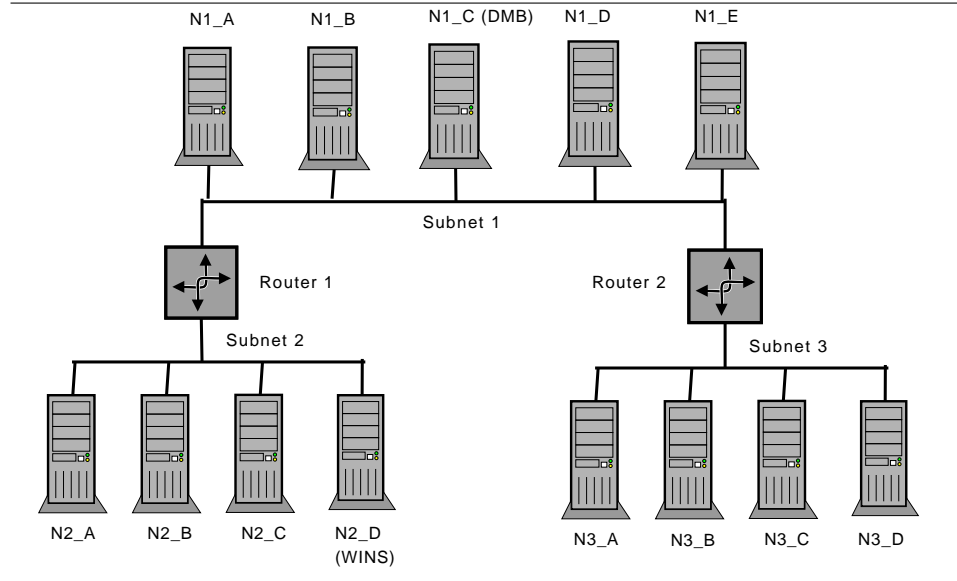 N1_A
N1_B
N1_C (DMB)
N1_D
N1_E
Subnet 1
Router 1
Router 2
Subnet 2
Subnet 3
N2_A
N2_B
N2_C
N2_D
(WINS)
N3_A
N3_B
N3_C
N3_D